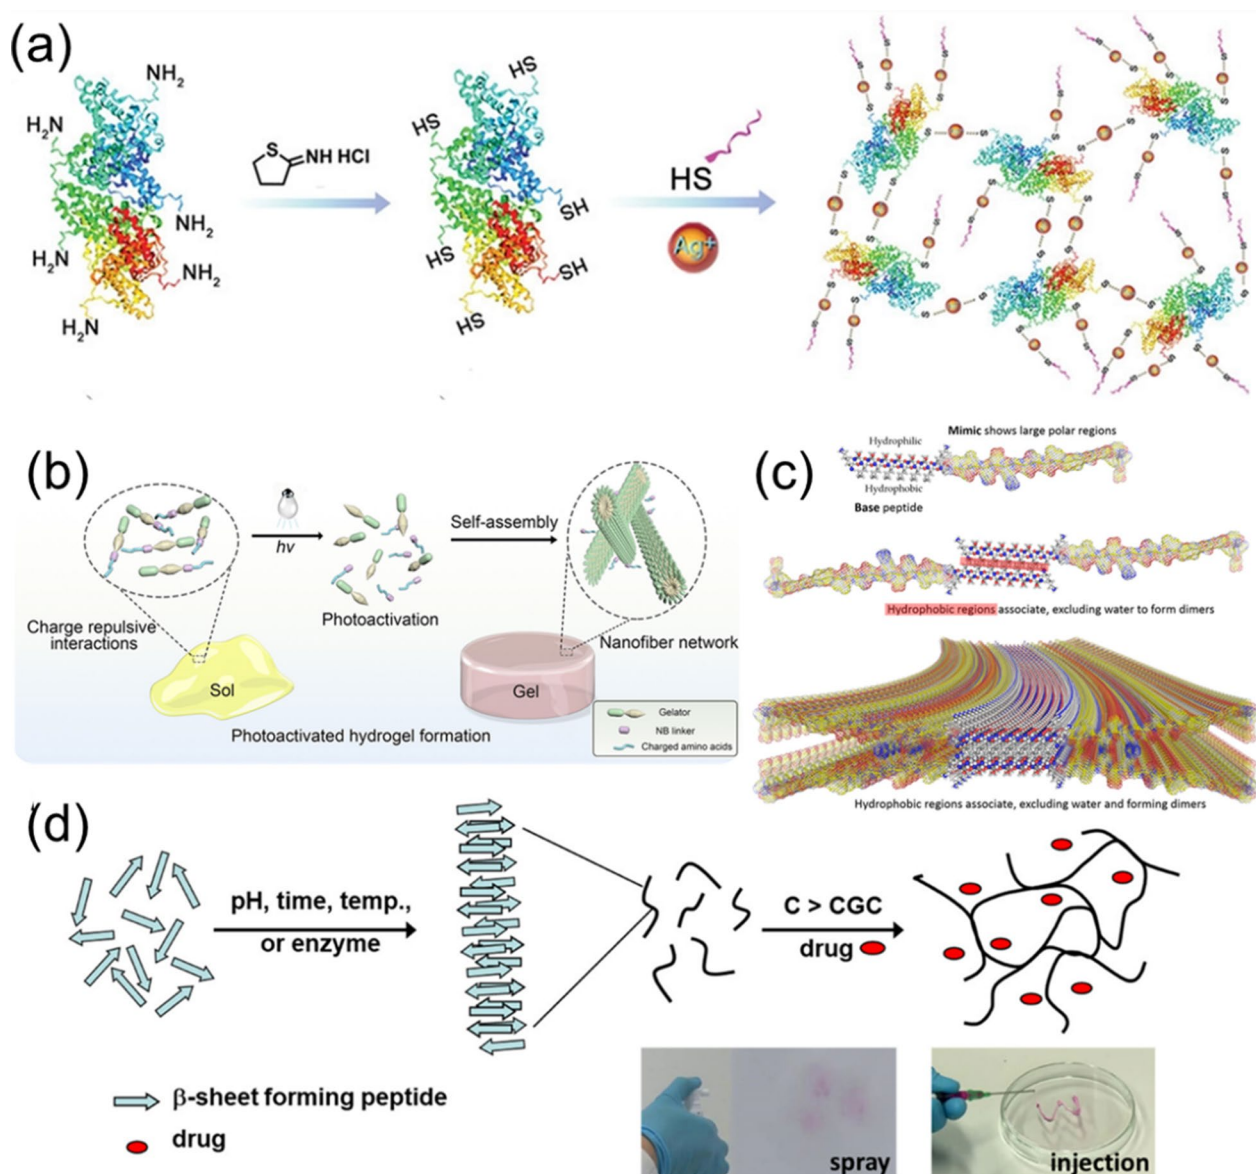 (a)
NH2
H2N
NH2
H2N
NH2
H2N
S
NH HCl
HS
HS
SH
HS
SH
HS
HS
Ag+
(b)
hv
Self-assembly
Charge repulsive
interactions
Photoactivation
Nanofiber network
Sol
Gel
Gelator
NB linker
Charged amino acids
Photoactivated hydrogel formation
(c)
Mimic shows large polar regions
Hydrophilic
Hydrophobic
Base peptide
Hydrophobic regions associate, excluding water to form dimers
Hydrophobic regions associate, excluding water and forming dimers
(d)
pH, time, temp.,
or enzyme
C > CGC
drug
β-sheet forming peptide
drug
spray
injection